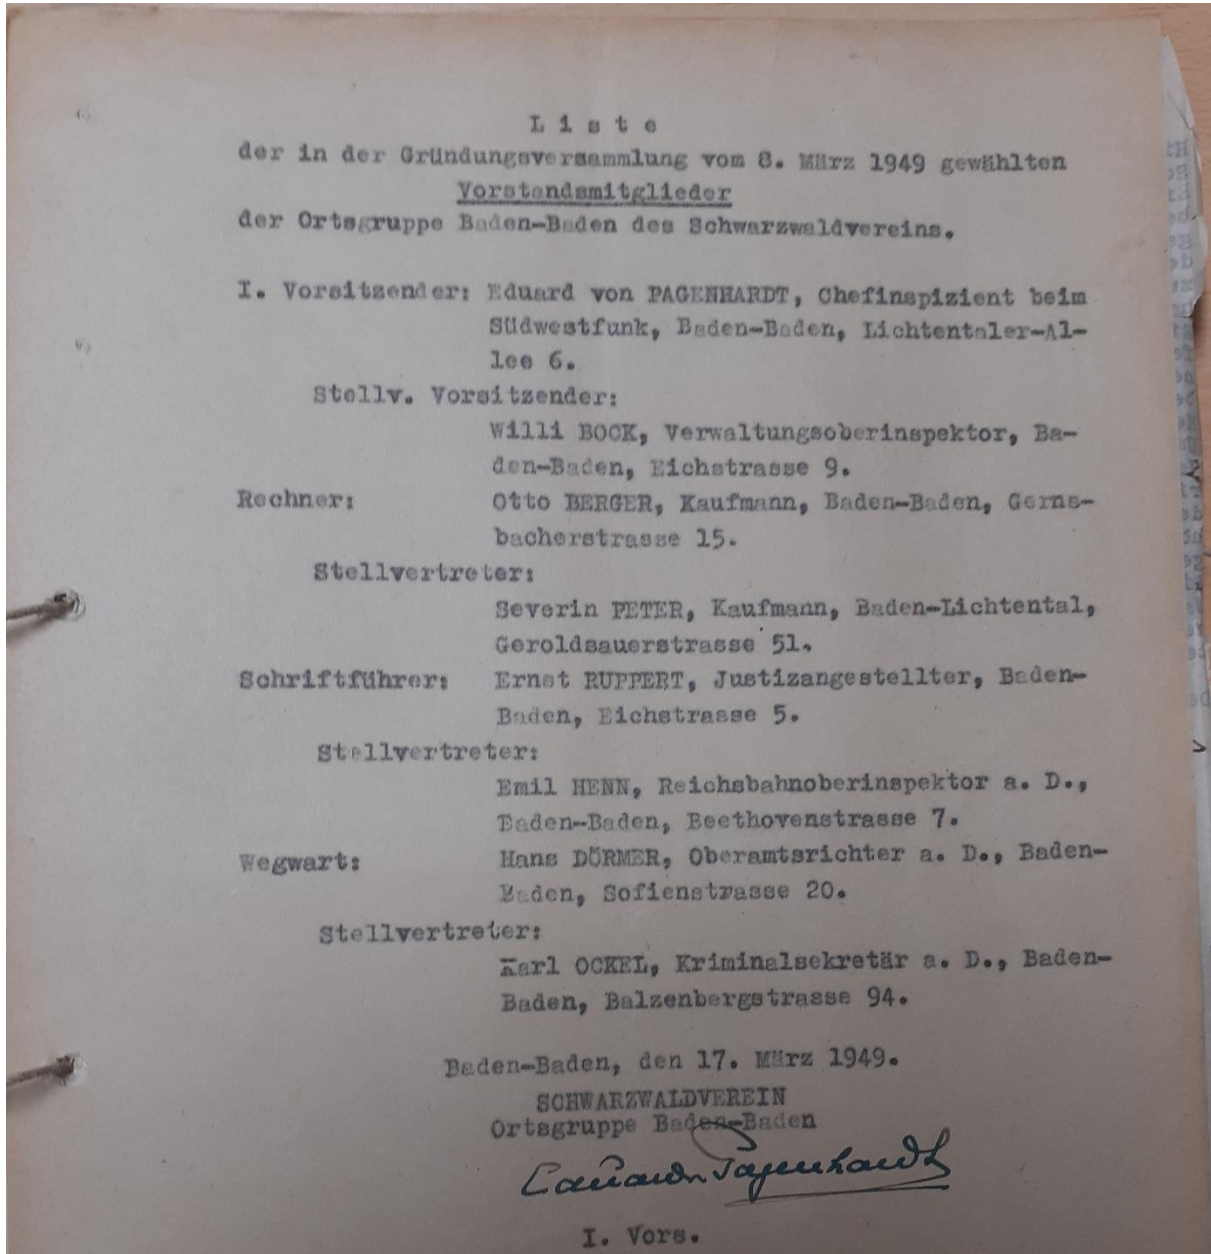 Liste
der in der Gründungsversammlung vom 8. März 1949 gewählten
Vorstandsmitglieder
der Ortsgruppe Baden-Baden des Schwarzwaldvereins.
I. Vorsitzender: Eduard von PAGENHARDT, Chefinspizient beim
Südwestfunk, Baden-Baden, Lichtentaler-Al-
lee 6.
Stellv. Vorsitzender:
Willi BOCK, Verwaltungsoberinspektor, Ba-
den-Baden, Eichstrasse 9.
Rechner: Otto BERGER, Kaufmann, Baden-Baden, Gerns-
bacherstrasse 15.
Stellvertreter:
Severin PETER, Kaufmann, Baden-Lichtental,
Geroldsauerstrasse 51.
Schriftführer: Ernst RUPPERT, Justizangestellter, Baden-
Baden, Eichstrasse 5.
Stellvertreter:
Emil HENN, Reichsbahnoberinspektor a. D.,
Baden-Baden, Beethovenstrasse 7.
Wegwart: Hans DÖRMER, Oberamtsrichter a. D., Baden-
Baden, Sofienstrasse 20.
Stellvertreter:
Karl OCKEL, Kriminalsekretär a. D., Baden-
Baden, Balzenbergstrasse 94.
Baden-Baden, den 17. März 1949.
SCHWARZWALDVEREIN
Ortsgruppe Baden-Baden
Eduard v Pagenhardt
I. Vors.